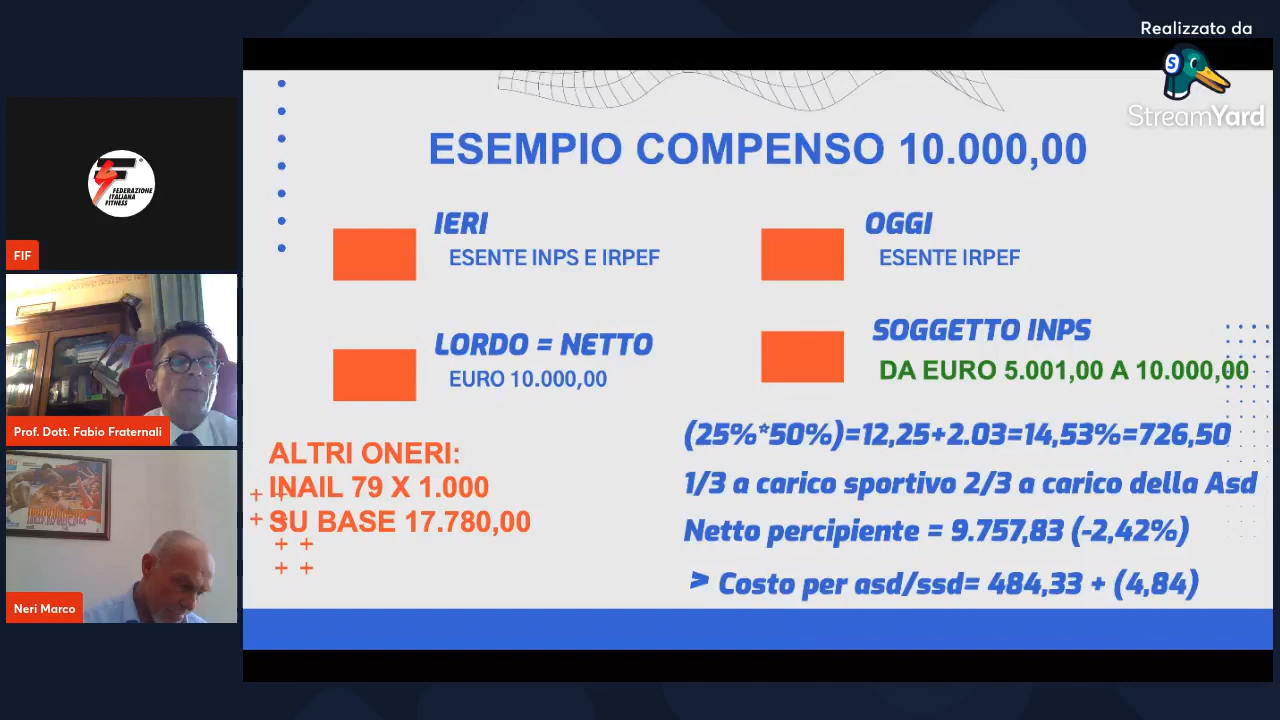 Realizzato da
StreamYard
FEDERAZIONE
ITALIANA
FITNESS
FIF
Prof. Dott. Fabio Fraternali
Neri Marco
ESEMPIO COMPENSO 10.000,00
IERI
ESENTE INPS E IRPEF
LORDO = NETTO
EURO 10.000,00
ALTRI ONERI:
INAIL 79 X 1.000
SU BASE 17.780,00
OGGI
ESENTE IRPEF
SOGGETTO INPS
DA EURO 5.001,00 A 10.000,00
(25%*50%)=12,25+2.03=14,53%=726,50
1/3 a carico sportivo 2/3 a carico della Asd
Netto percipiente = 9.757,83 (-2,42%)
> Costo per asd/ssd= 484,33 + (4,84)